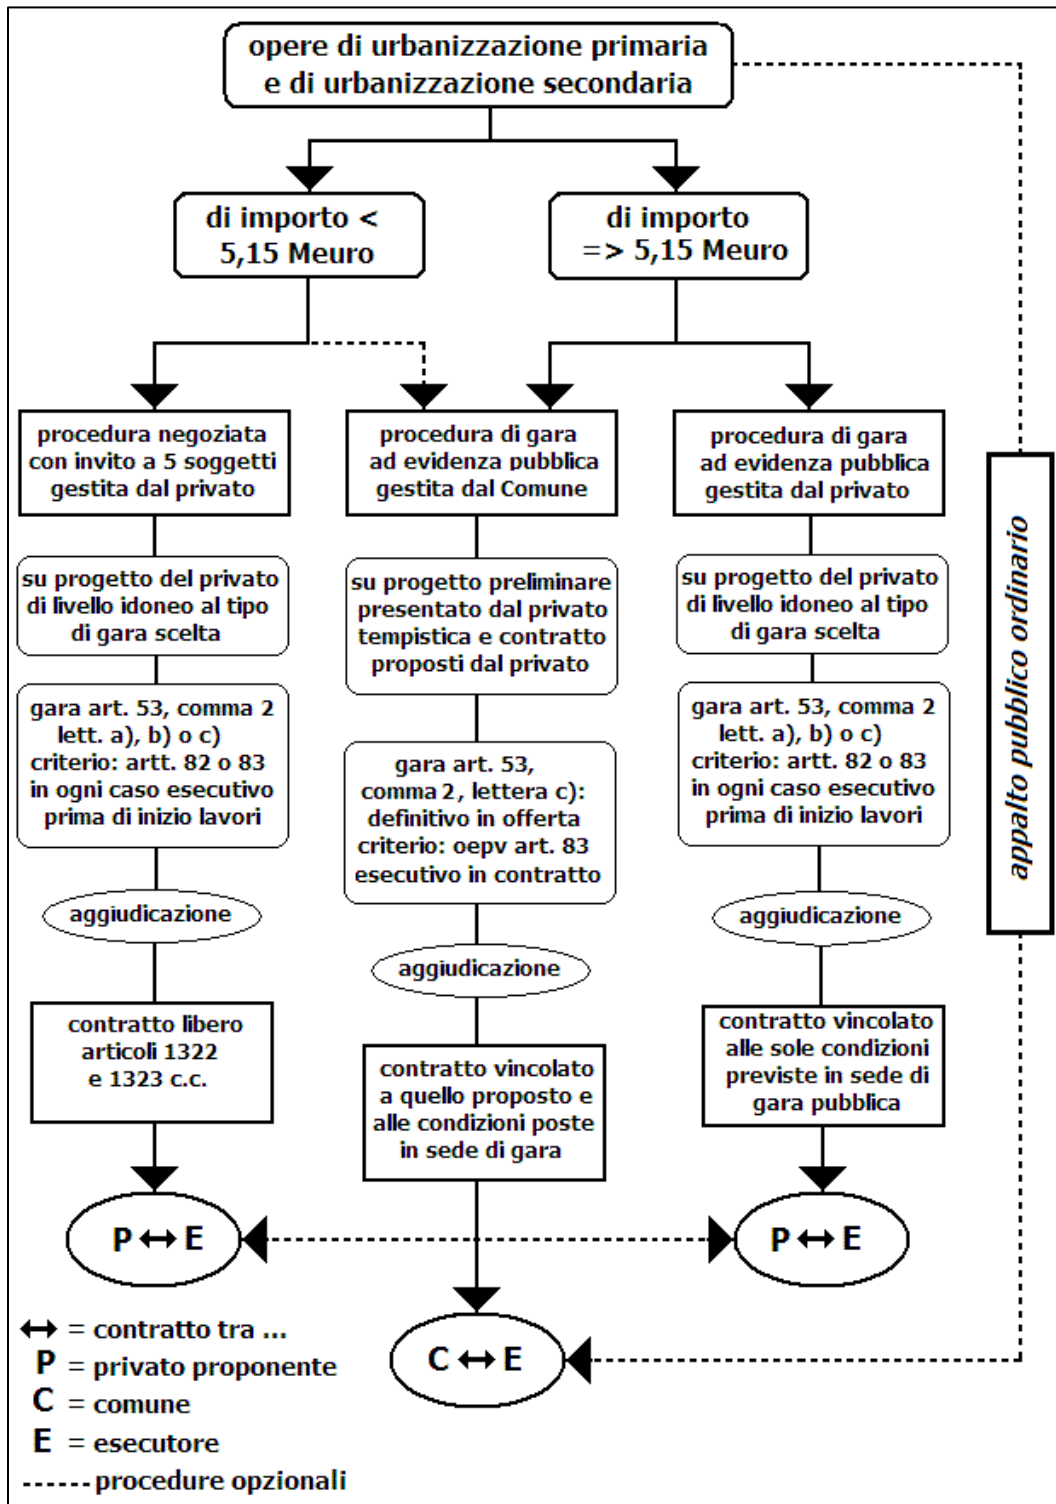 opere di urbanizzazione primaria
e di urbanizzazione secondaria
di importo <
5,15 Meuro
di importo
=> 5,15 Meuro
procedura negoziata
con invito a 5 soggetti
gestita dal privato
procedura di gara
ad evidenza pubblica
gestita dal Comune
procedura di gara
ad evidenza pubblica
gestita dal privato
appalto pubblico ordinario
su progetto del privato
di livello idoneo al tipo
di gara scelta
su progetto preliminare
presentato dal privato
tempistica e contratto
proposti dal privato
su progetto del privato
di livello idoneo al tipo
di gara scelta
gara art. 53, comma 2
lett. a), b) o c)
criterio: artt. 82 o 83
in ogni caso esecutivo
prima di inizio lavori
gara art. 53,
comma 2, lettera c):
definitivo in offerta
criterio: oepv art. 83
esecutivo in contratto
gara art. 53, comma 2
lett. a), b) o c)
criterio: artt. 82 o 83
in ogni caso esecutivo
prima di inizio lavori
aggiudicazione
aggiudicazione
aggiudicazione
contratto libero
articoli 1322
e 1323 c.c.
contratto vincolato
a quello proposto e
alle condizioni poste
in sede di gara
contratto vincolato
alle sole condizioni
previste in sede di
gara pubblica
P ↔ E
P ↔ E
C ↔ E
↔ = contratto tra ...
P = privato proponente
C = comune
E = esecutore
------ procedure opzionali